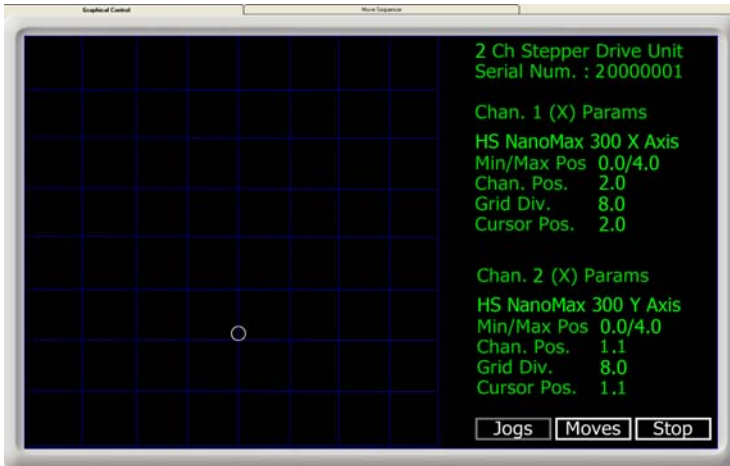 Graphical Control
Move Sequencer
2 Ch Stepper Drive Unit
Serial Num. : 20000001
Chan. 1 (X) Params
HS NanoMax 300 X Axis
Min/Max Pos 0.0/4.0
Chan. Pos. 2.0
Grid Div. 8.0
Cursor Pos. 2.0
Chan. 2 (X) Params
HS NanoMax 300 Y Axis
Min/Max Pos 0.0/4.0
Chan. Pos. 1.1
Grid Div. 8.0
Cursor Pos. 1.1
Jogs Moves Stop